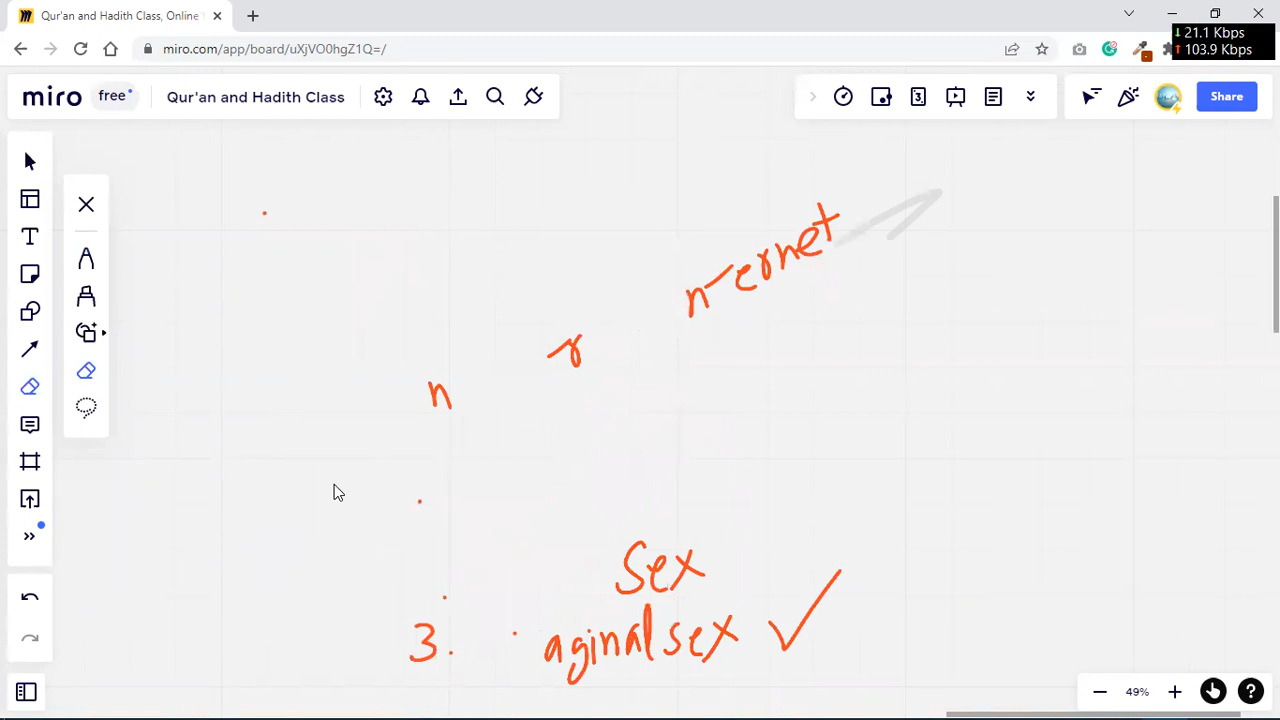 Qur'an and Hadith Class, Online
21.1 Kbps
103.9 Kbps
miro.com/app/board/uXjVO0hgZ1Q=/
miro free Qur'an and Hadith Class
3
Share
n ernet
r
n
Sex
3. aginal sex
49%